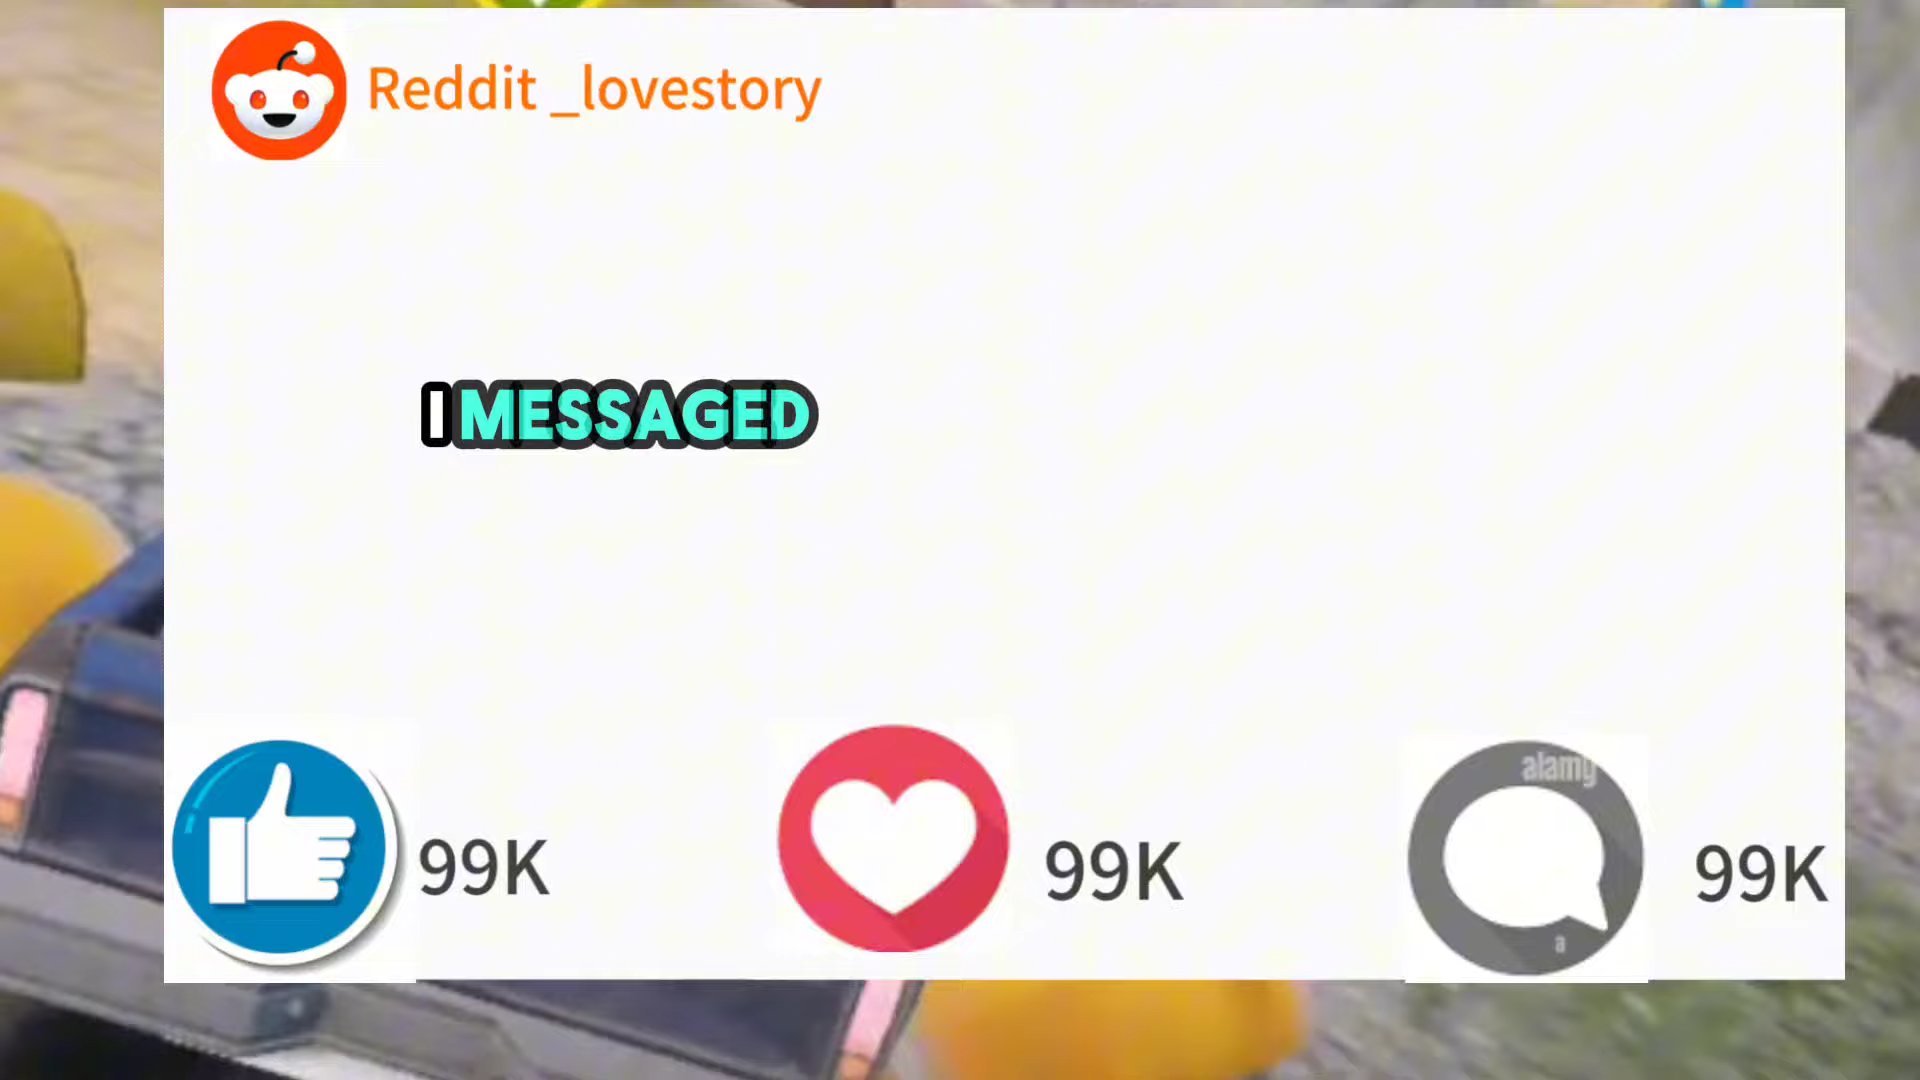 Reddit _lovestory
I MESSAGED
alamy
99K
99K
99K
a